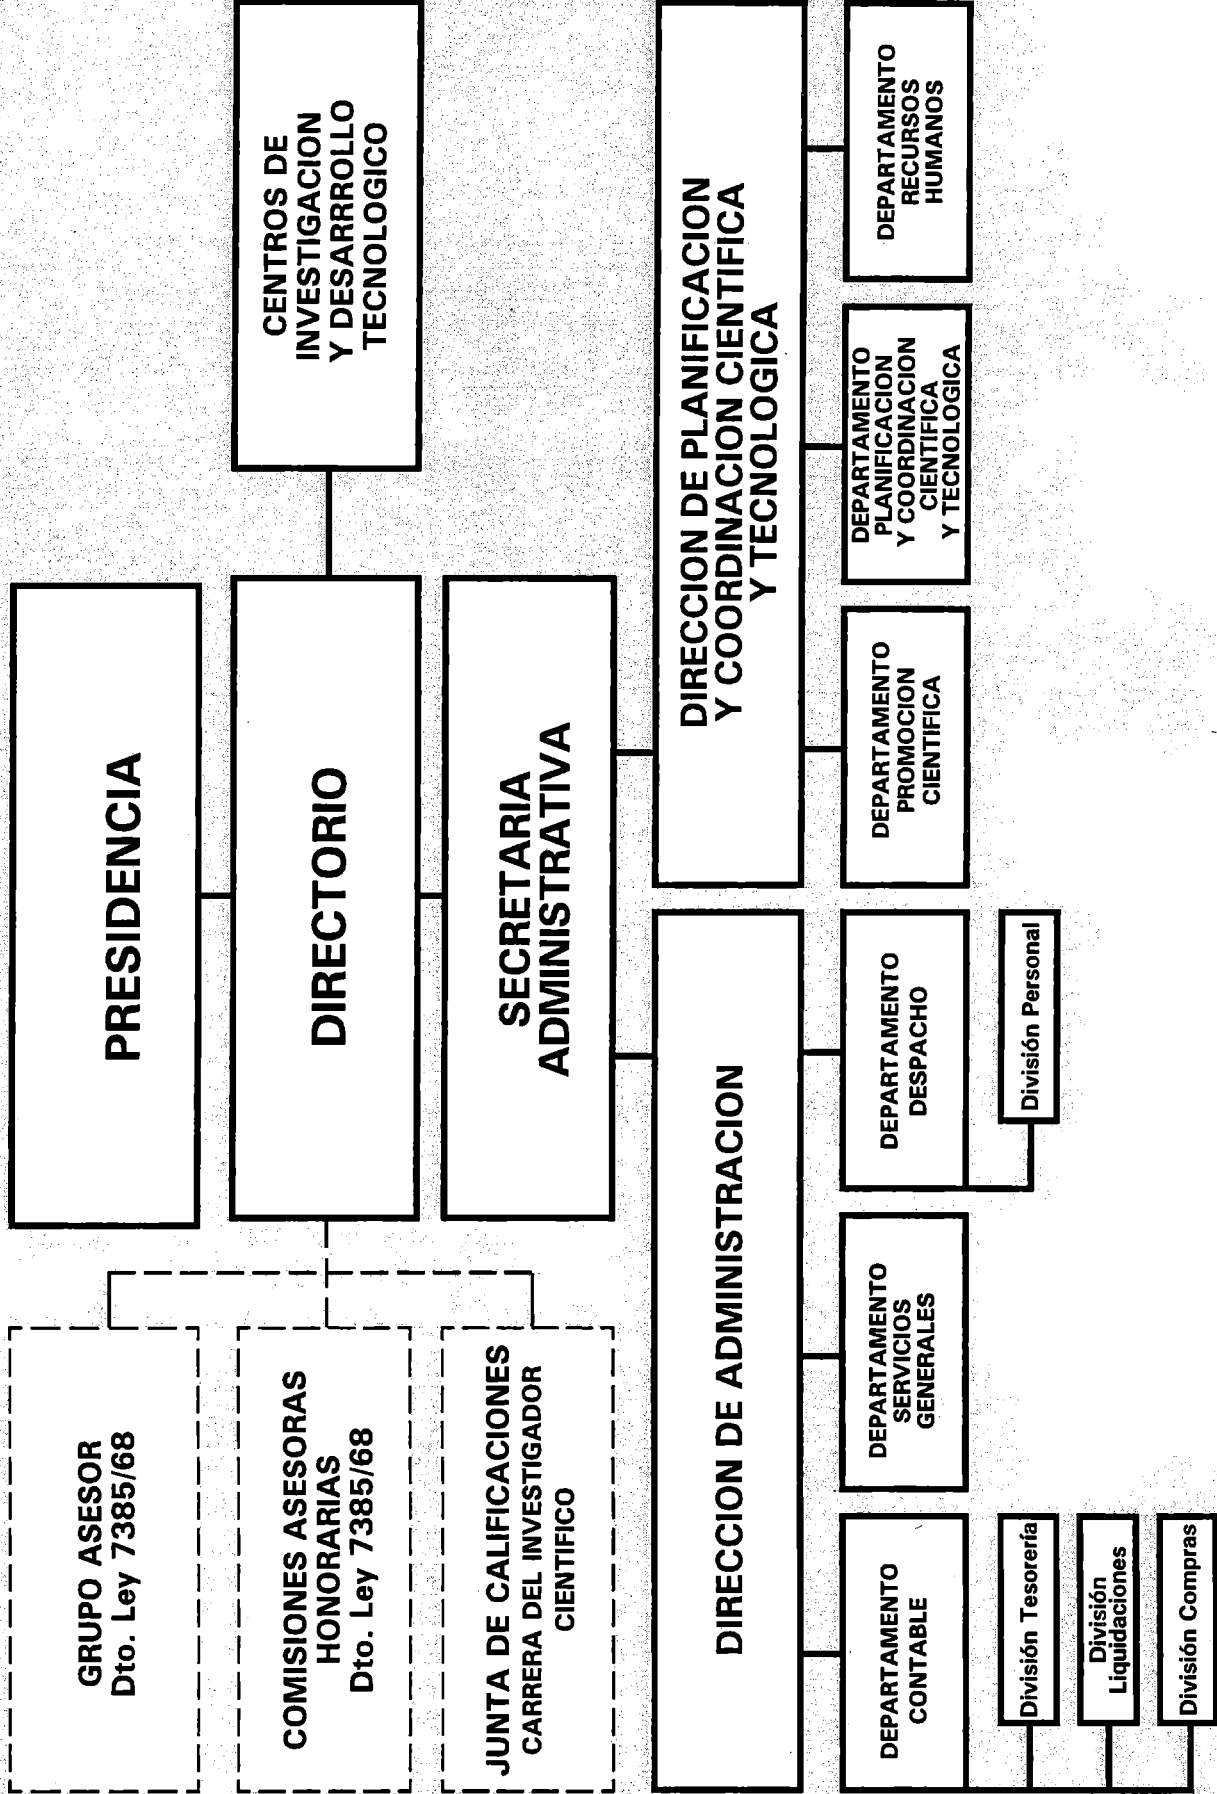 PRESIDENCIA
GRUPO ASESOR
Dto. Ley 7385/68
DIRECTORIO
COMISIONES ASESORAS
HONORARIAS
Dto. Ley 7385/68
CENTROS DE
INVESTIGACION
Y DESARRROLLO
TECNOLOGICO
JUNTA DE CALIFICACIONES
CARRERA DEL INVESTIGADOR
CIENTIFICO
SECRETARIA
ADMINISTRATIVA
DIRECCION DE ADMINISTRACION
DIRECCION DE PLANIFICACION
Y COORDINACION CIENTIFICA
Y TECNOLOGICA
DEPARTAMENTO
CONTABLE
DEPARTAMENTO
SERVICIOS
GENERALES
DEPARTAMENTO
DESPACHO
DEPARTAMENTO
PROMOCION
CIENTIFICA
DEPARTAMENTO
PLANIFICACION
Y COORDINACION
CIENTIFICA
Y TECNOLOGICA
DEPARTAMENTO
RECURSOS
HUMANOS
División Tesorería
División
Liquidaciones
División Compras
División Personal